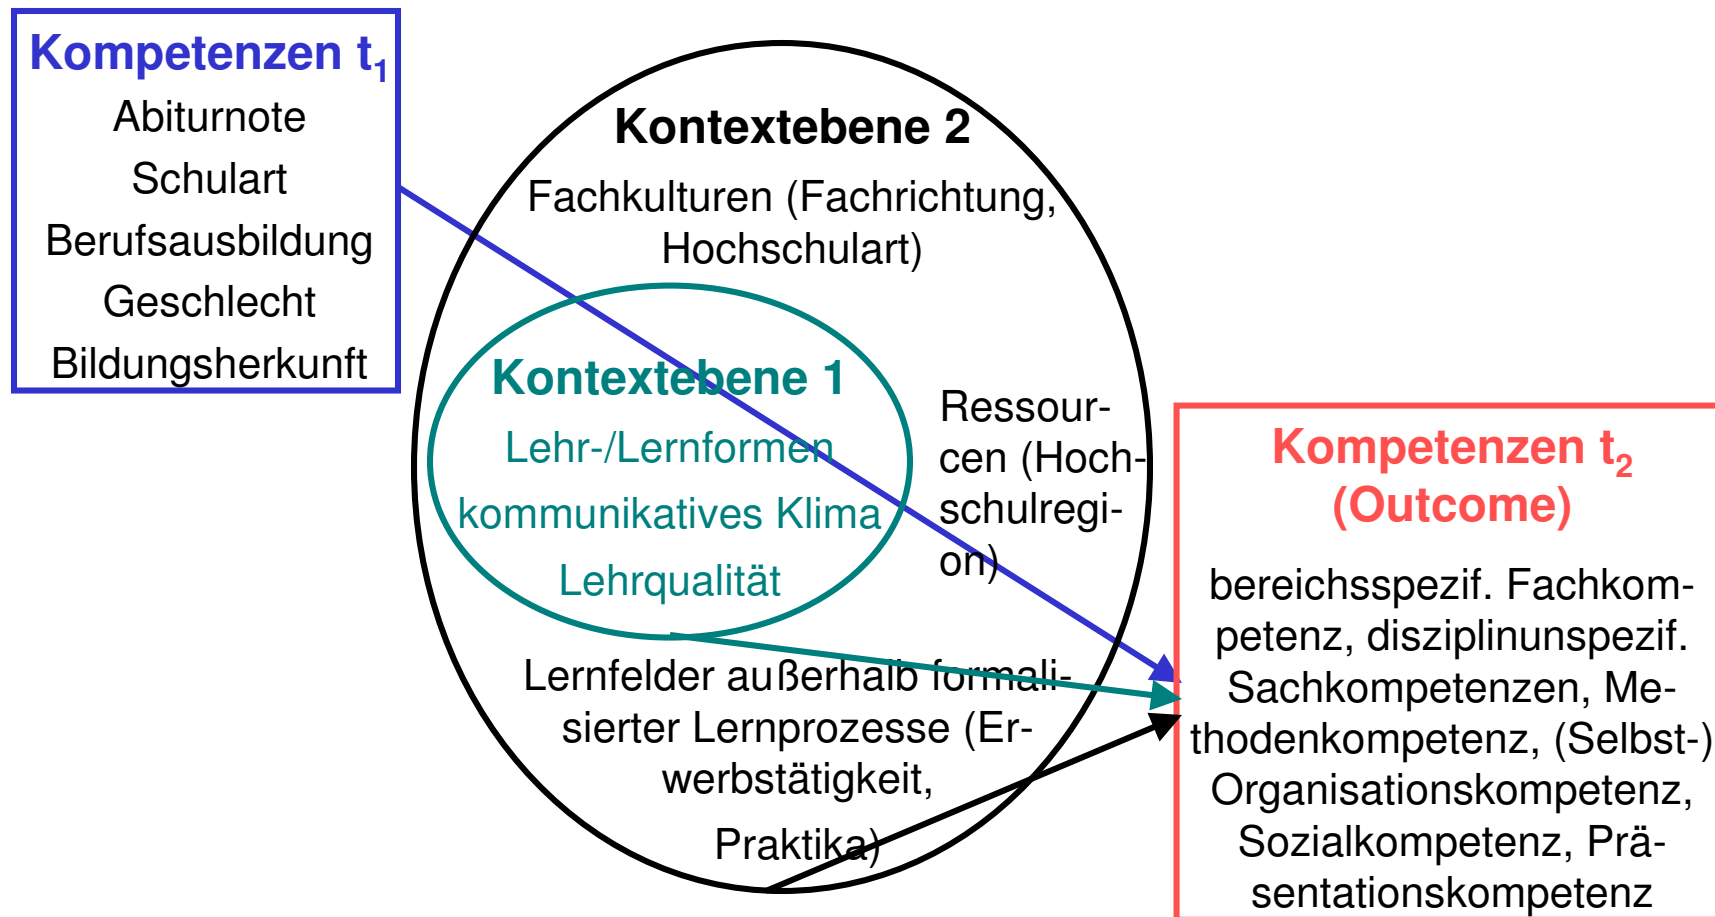 Kompetenzen t1
Abiturnote
Schulart
Berufsausbildung
Geschlecht
Bildungsherkunft
Kontextebene 2
Fachkulturen (Fachrichtung,
Hochschulart)
Kontextebene 1
Lehr-/Lernformen
kommunikatives Klima
Lehrqualität
Ressour-
cen (Hoch-
schulregi-
on)
Lernfelder außerhalb formali-
sierter Lernprozesse (Er-
werbstätigkeit,
Praktika)
Kompetenzen t2
(Outcome)
bereichsspezif. Fachkom-
petenz, disziplinunspezif.
Sachkompetenzen, Me-
thodenkompetenz, (Selbst-)
Organisationskompetenz,
Sozialkompetenz, Prä-
sentationskompetenz